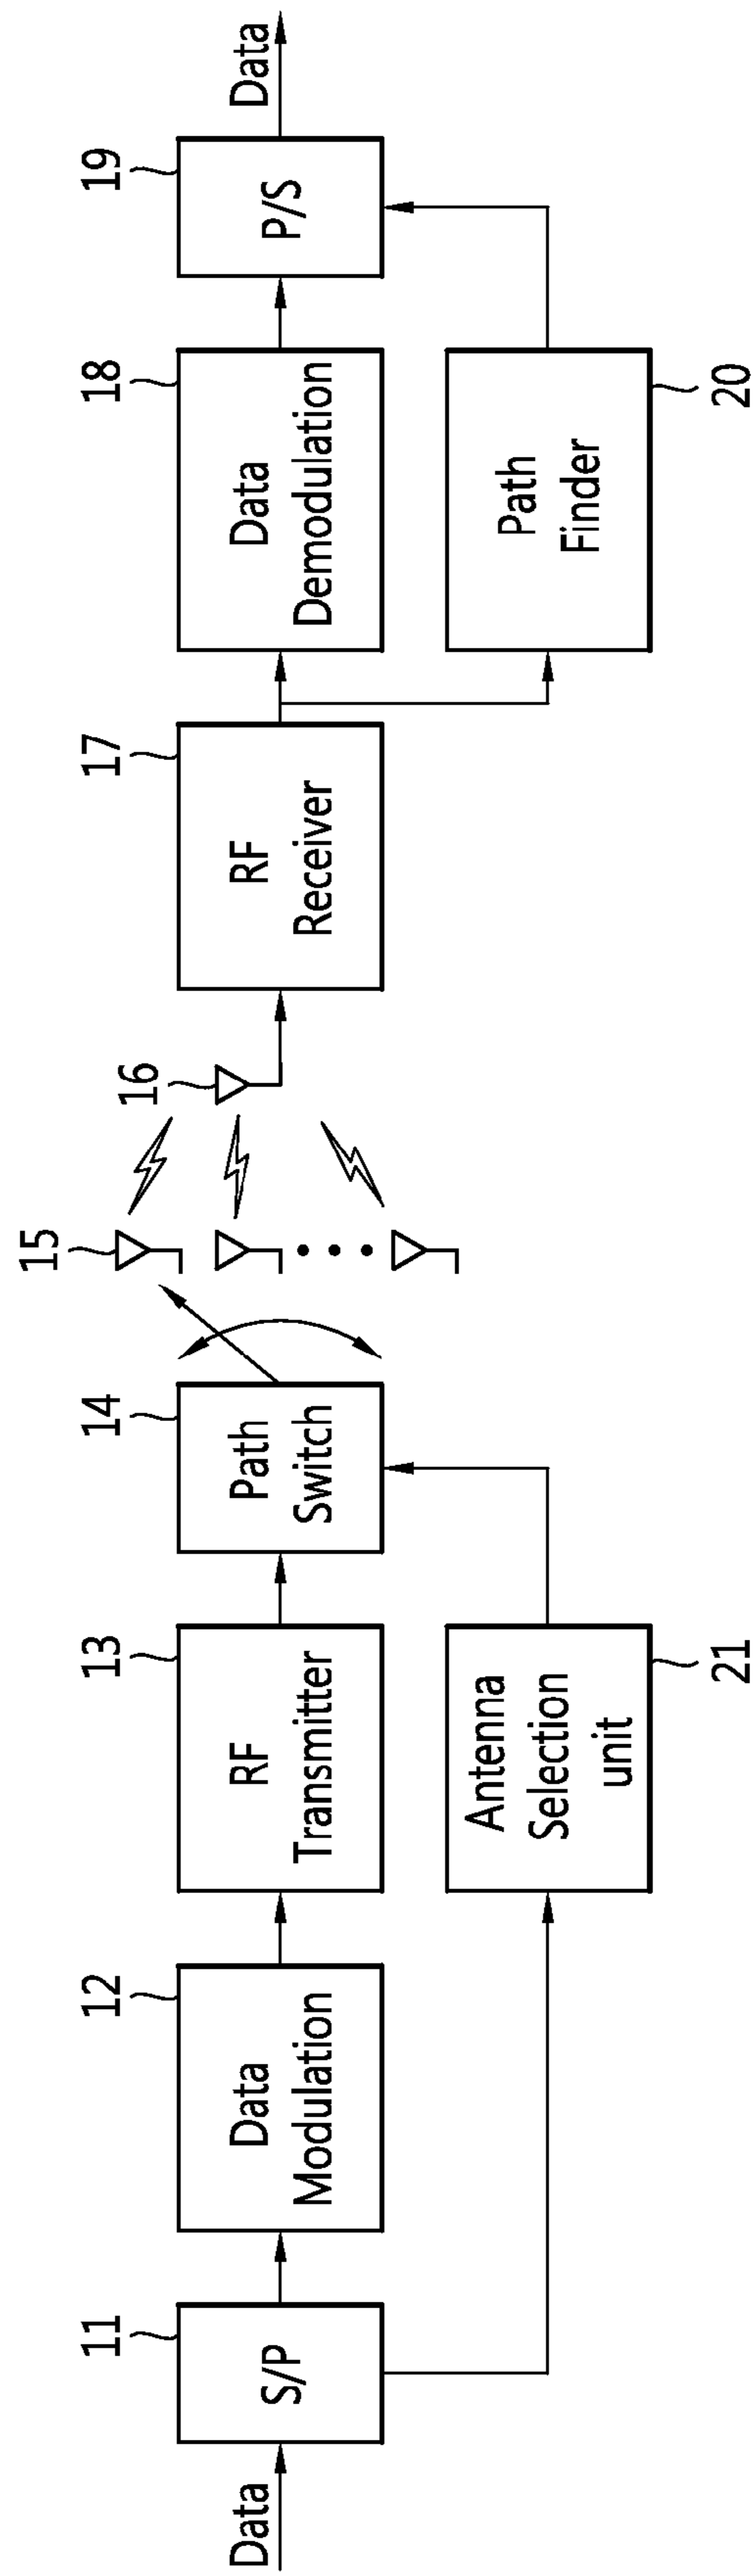 Data
11
S/P
12
Data
Modulation
13
RF
Transmitter
14
Path
Switch
15
16
17
RF
Receiver
18
Data
Demodulation
19
P/S
Data
21
Antenna
Selection
unit
20
Path
Finder